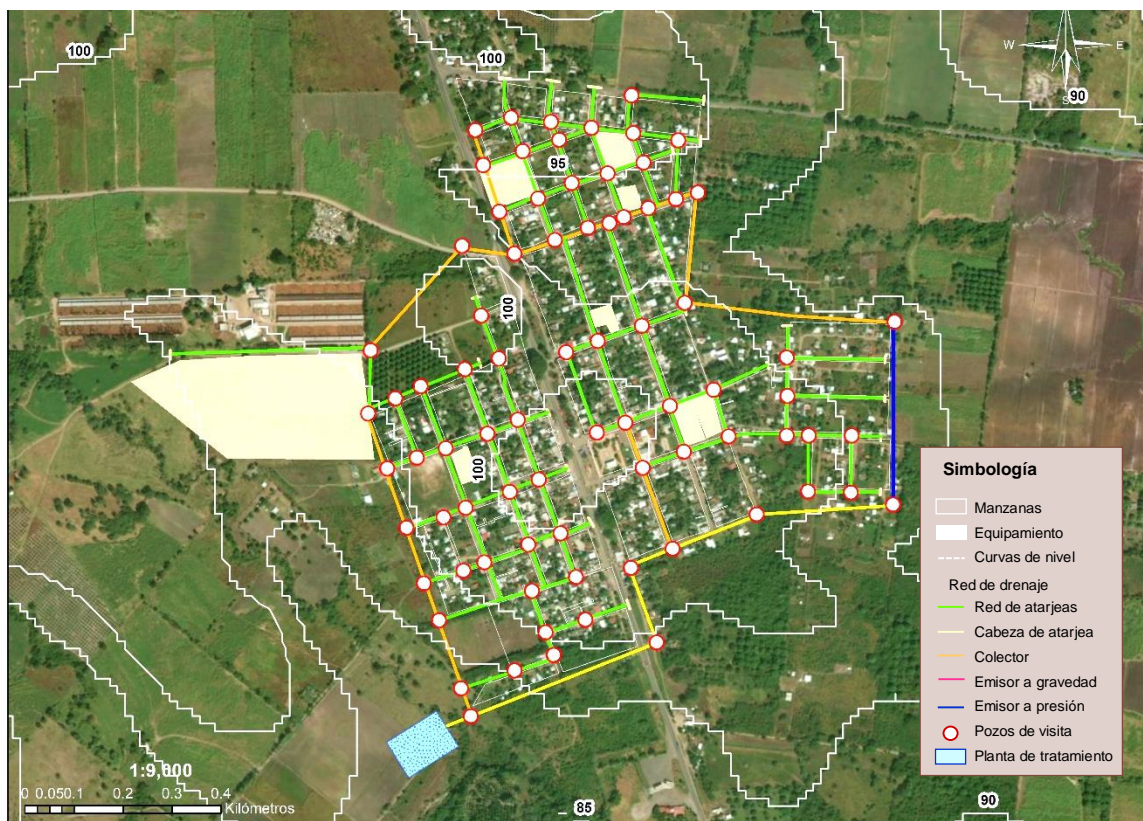 100
100
W
E
S
90
95
100
100
Simbología
Manzanas
Equipamiento
Curvas de nivel
Red de drenaje
Red de atarjeas
Cabeza de atarjea
Colector
Emisor a gravedad
Emisor a presión
Pozos de visita
Planta de tratamiento
1:9,000
0 0.050.1 0.2 0.3 0.4
Kilómetros
85
90